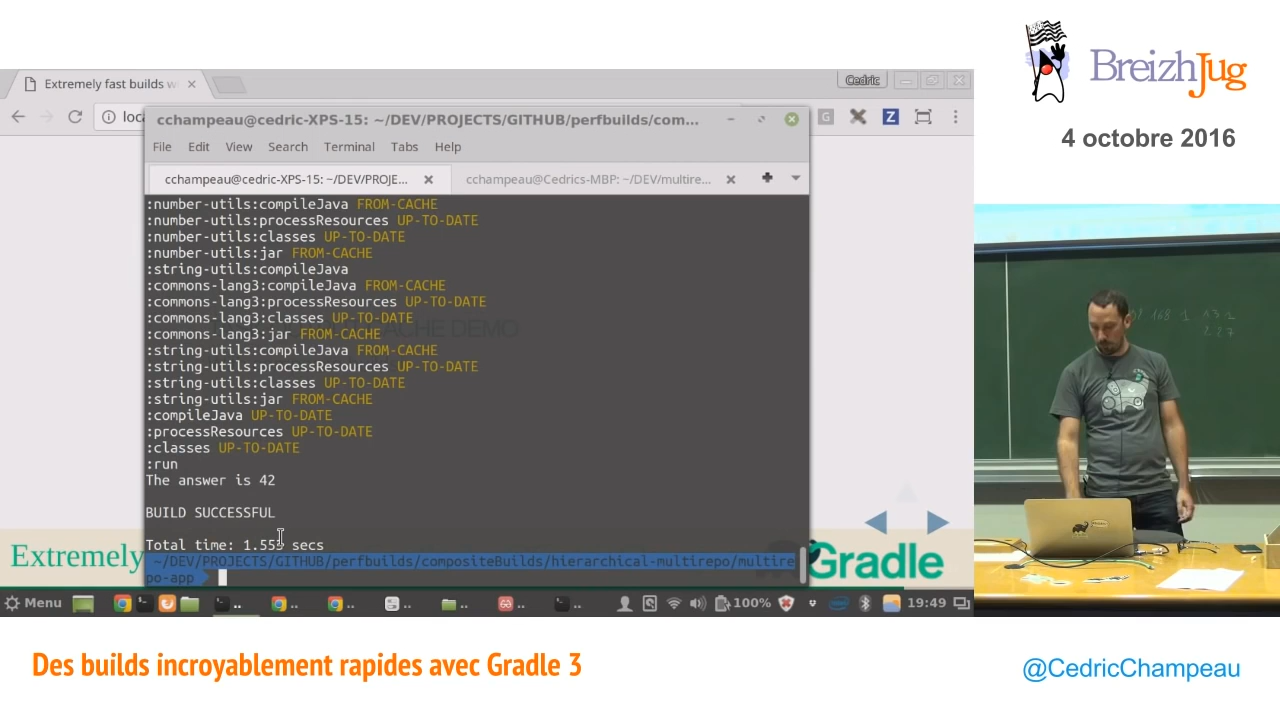 Extremely fast builds w
Cedric
loca
cchampeau@cedric-XPS-15: ~/DEV/PROJECTS/GITHUB/perfbuilds/com...
File Edit View Search Terminal Tabs Help
cchampeau@cedric-XPS-15: ~/DEV/PROJE...
cchampeau@Cedrics-MBP: ~/DEV/multire...
:number-utils:compileJava FROM-CACHE
:number-utils:processResources UP-TO-DATE
:number-utils:classes UP-TO-DATE
:number-utils:jar FROM-CACHE
:string-utils:compileJava
:commons-lang3:compileJava FROM-CACHE
:commons-lang3:processResources UP-TO-DATE
:commons-lang3:classes UP-TO-DATE
:commons-lang3:jar FROM-CACHE
:string-utils:compileJava FROM-CACHE
:string-utils:processResources UP-TO-DATE
:string-utils:classes UP-TO-DATE
:string-utils:jar FROM-CACHE
:compileJava UP-TO-DATE
:processResources UP-TO-DATE
:classes UP-TO-DATE
:run
The answer is 42
BUILD SUCCESSFUL
Total time: 1.555 secs
~/DEV/PROJECTS/GITHUB/perfbuilds/compositeBuilds/hierarchical-multirepo/multire
po-app
CACHE DEMO
Extremely
Gradle
Menu
100%
19:49
BreizhJug
4 octobre 2016
Des builds incroyablement rapides avec Gradle 3
@CedricChampeau